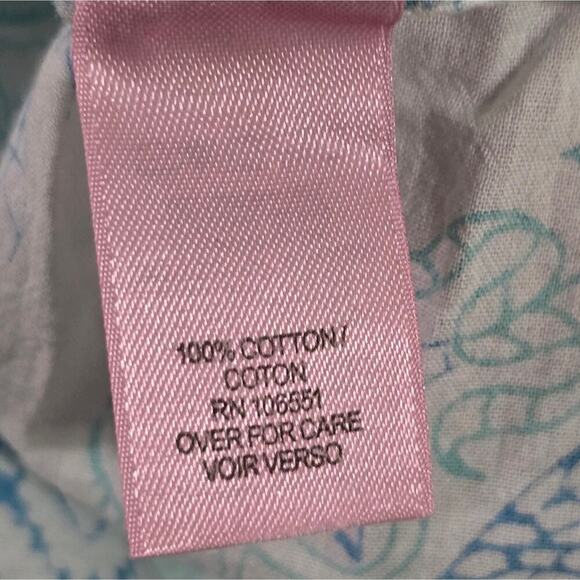 100% COTTON/
COTON
RN 106551
OVER FOR CARE
VOIR VERSO